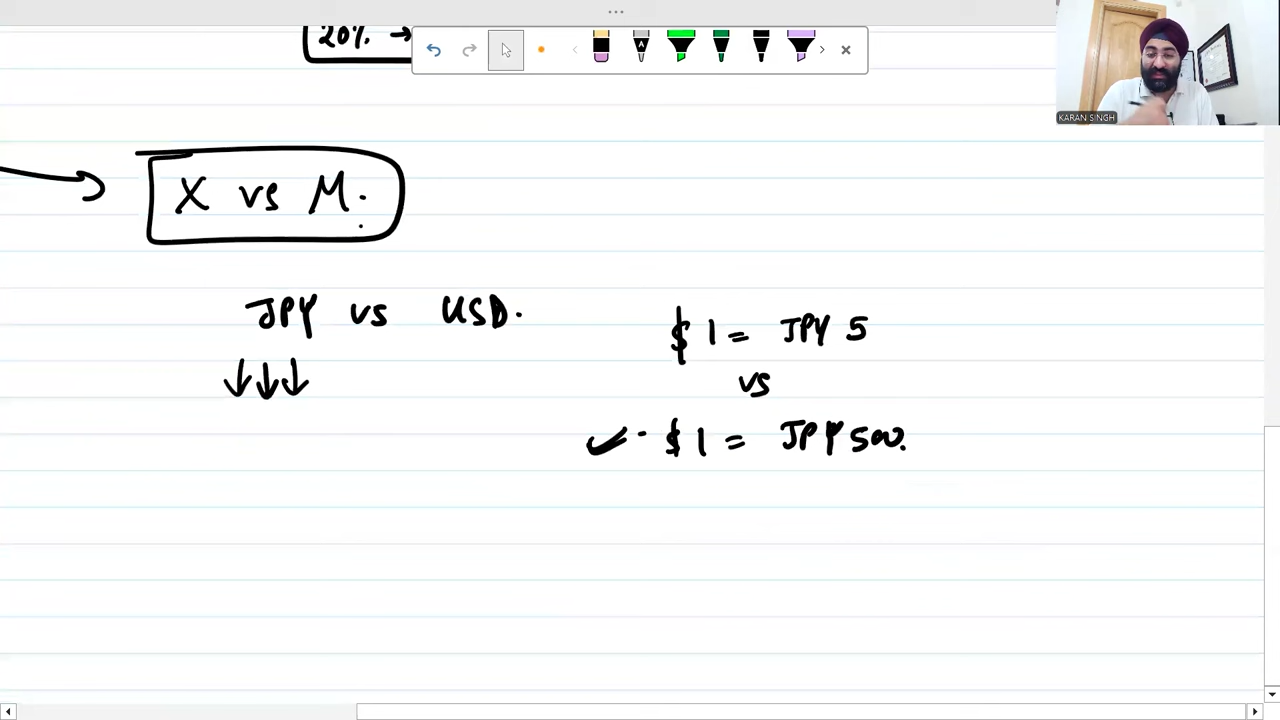 20% →
KARAN SINGH
X vs M.
JPY vs USD.
↓↓↓
$ 1 = JPY 5
vs
✓ - $ 1 = JPY 500.